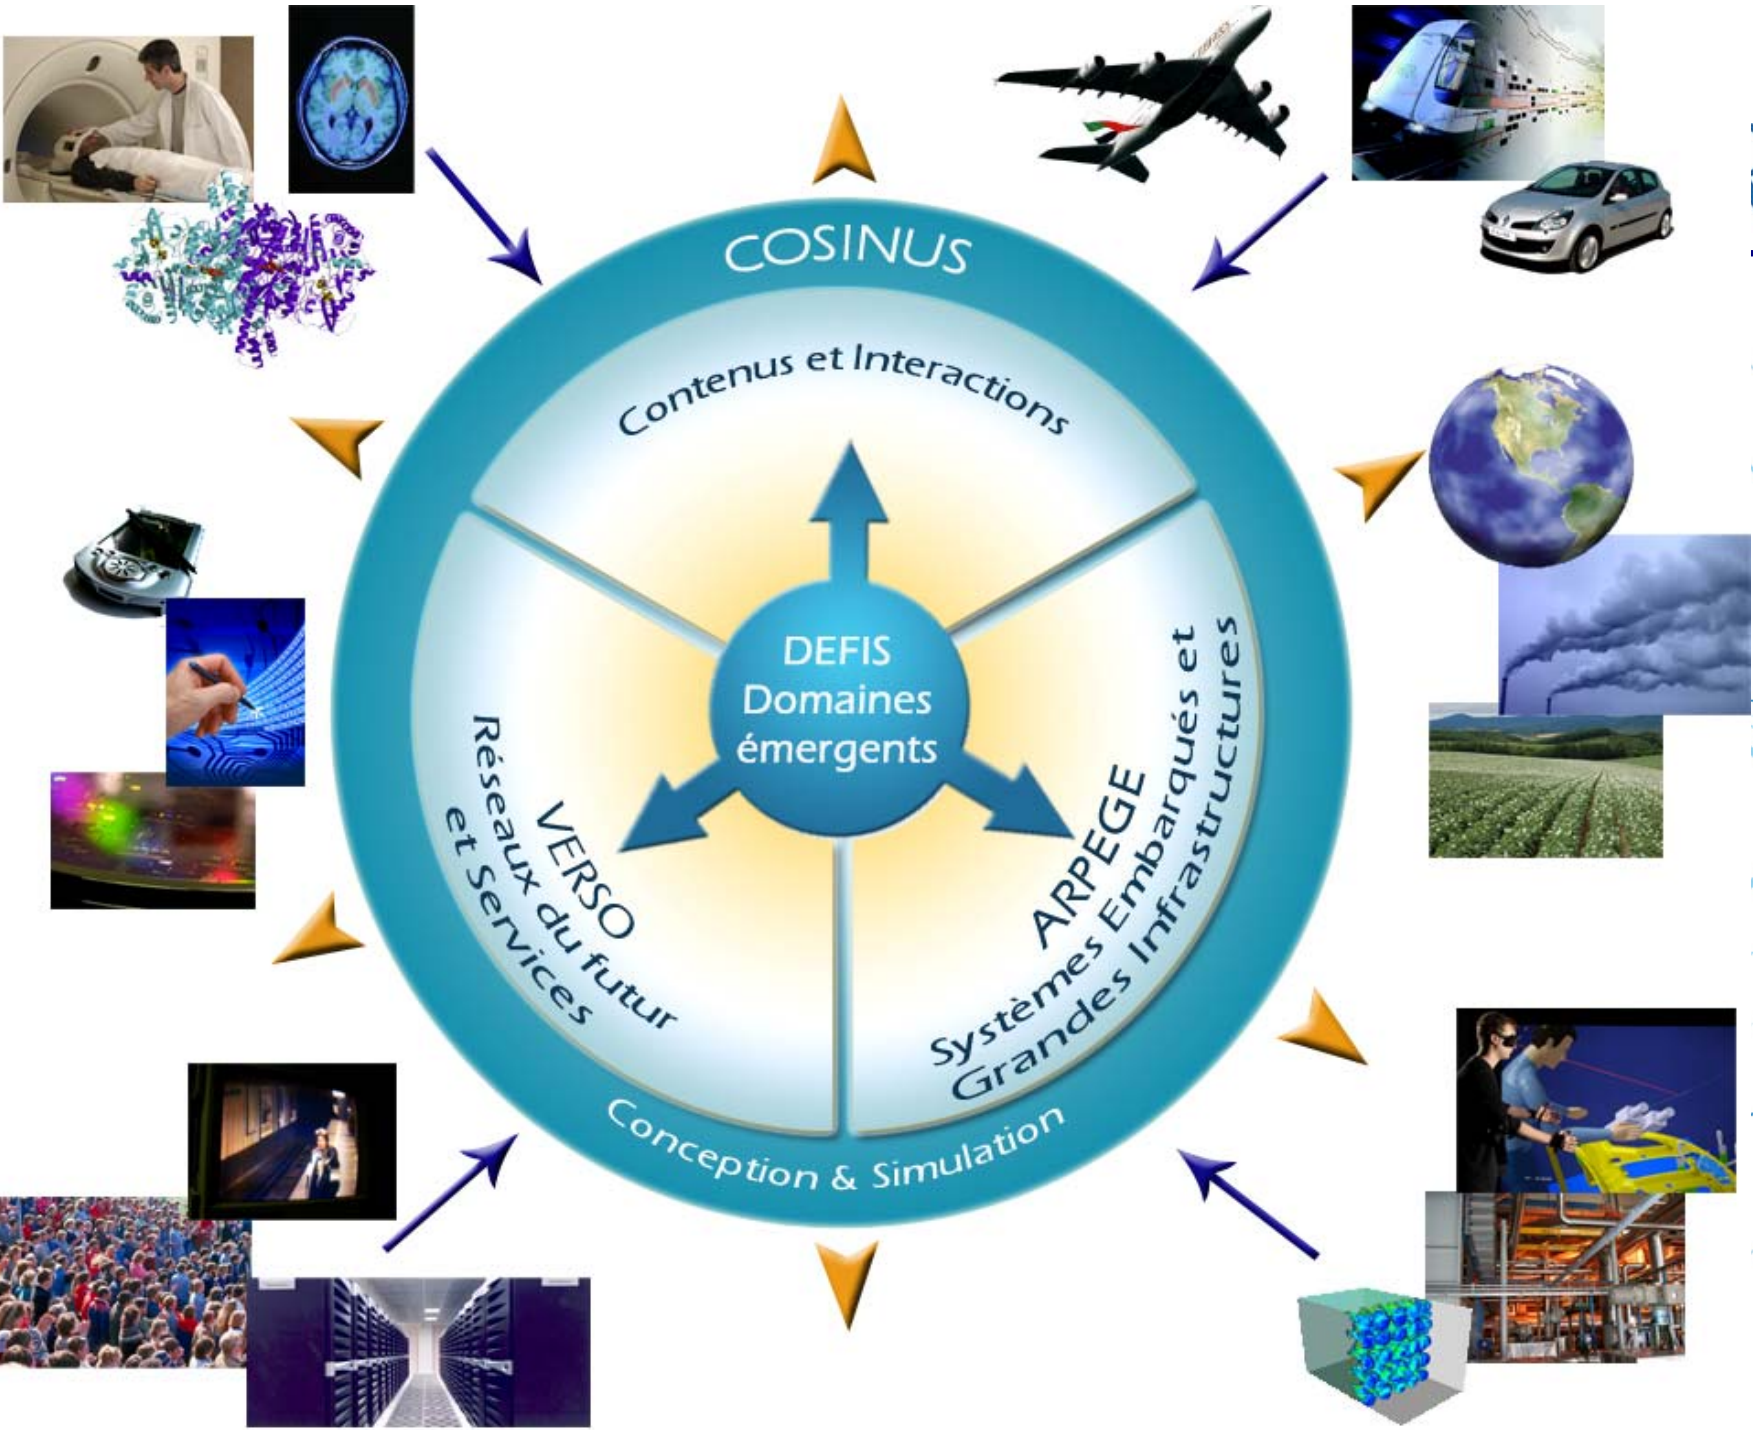 COSINUS
Contenus et Interactions
DEFIS
Domaines
émergents
VERSO
Réseaux du futur
et Services
ARPEGE
Systèmes Embarqués et
Grandes Infrastructures
Conception & Simulation